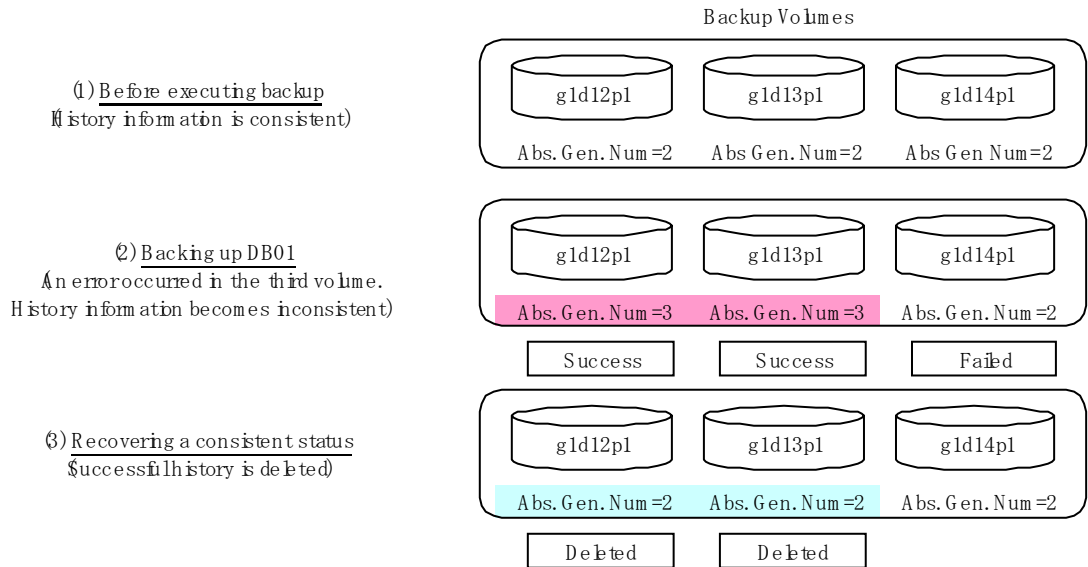 Backup Volumes
(1) Before executing backup
(History information is consistent)
g1d12p1 g1d13p1 g1d14p1
Abs. Gen. Num=2 Abs Gen. Num=2 Abs Gen Num=2
(2) Backing up DB01
(An error occurred in the third volume.
History information becomes inconsistent)
g1d12p1 g1d13p1 g1d14p1
Abs. Gen. Num=3 Abs. Gen. Num=3 Abs. Gen. Num=2
Success Success Failed
(3) Recovering a consistent status
(Successful history is deleted)
g1d12p1 g1d13p1 g1d14p1
Abs. Gen. Num=2 Abs. Gen. Num=2 Abs. Gen. Num=2
Deleted Deleted